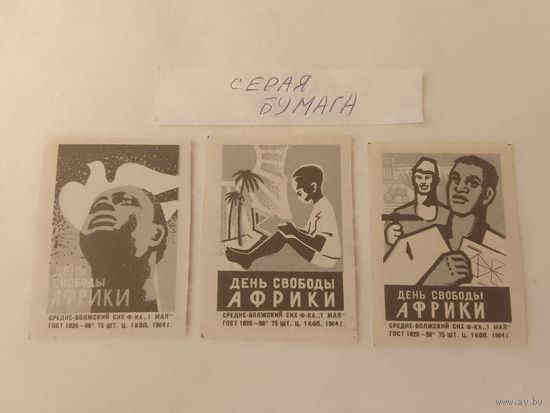 СЕРАЯ
БУМАГА
ДЕНЬ
СВОБОДЫ
АФРИКИ
СРЕДНЕ-ВОЛЖСКИЙ СНХ Ф-КА„1 МАЯ"
ГОСТ 1820-56° 75 ШТ. Ц. 1 КОП. 1964 г.
ДЕНЬ СВОБОДЫ
АФРИКИ
СРЕДНЕ-ВОЛЖСКИЙ СНХ Ф-КА„1 МАЯ"
ГОСТ 1820-56° 75 ШТ. Ц. 1 КОП. 1964 г.
ДЕНЬ СВОБОДЫ
АФРИКИ
СРЕДНЕ-ВОЛЖСКИЙ СНХ Ф-КА„1 МАЯ"
ГОСТ 1820-56° 75 ШТ. Ц. 1 КОП. 1964 г.
ay.by